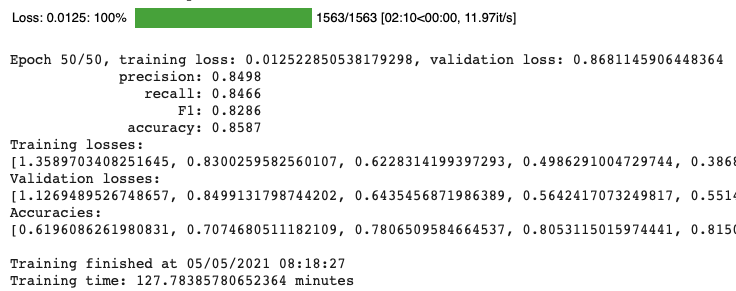 Loss: 0.0125: 100% 1563/1563 [02:10<00:00, 11.97it/s]
Epoch 50/50, training loss: 0.012522850538179298, validation loss: 0.8681145906448364
precision: 0.8498
recall: 0.8466
F1: 0.8286
accuracy: 0.8587
Training losses:
[1.3589703408251645, 0.8300259582560107, 0.6228314199397293, 0.4986291004729744, 0.3868
Validation losses:
[1.1269489526748657, 0.8499131798744202, 0.6435456871986389, 0.5642417073249817, 0.5514
Accuracies:
[0.6196086261980831, 0.7074680511182109, 0.7806509584664537, 0.8053115015974441, 0.8150
Training finished at 05/05/2021 08:18:27
Training time: 127.78385780652364 minutes